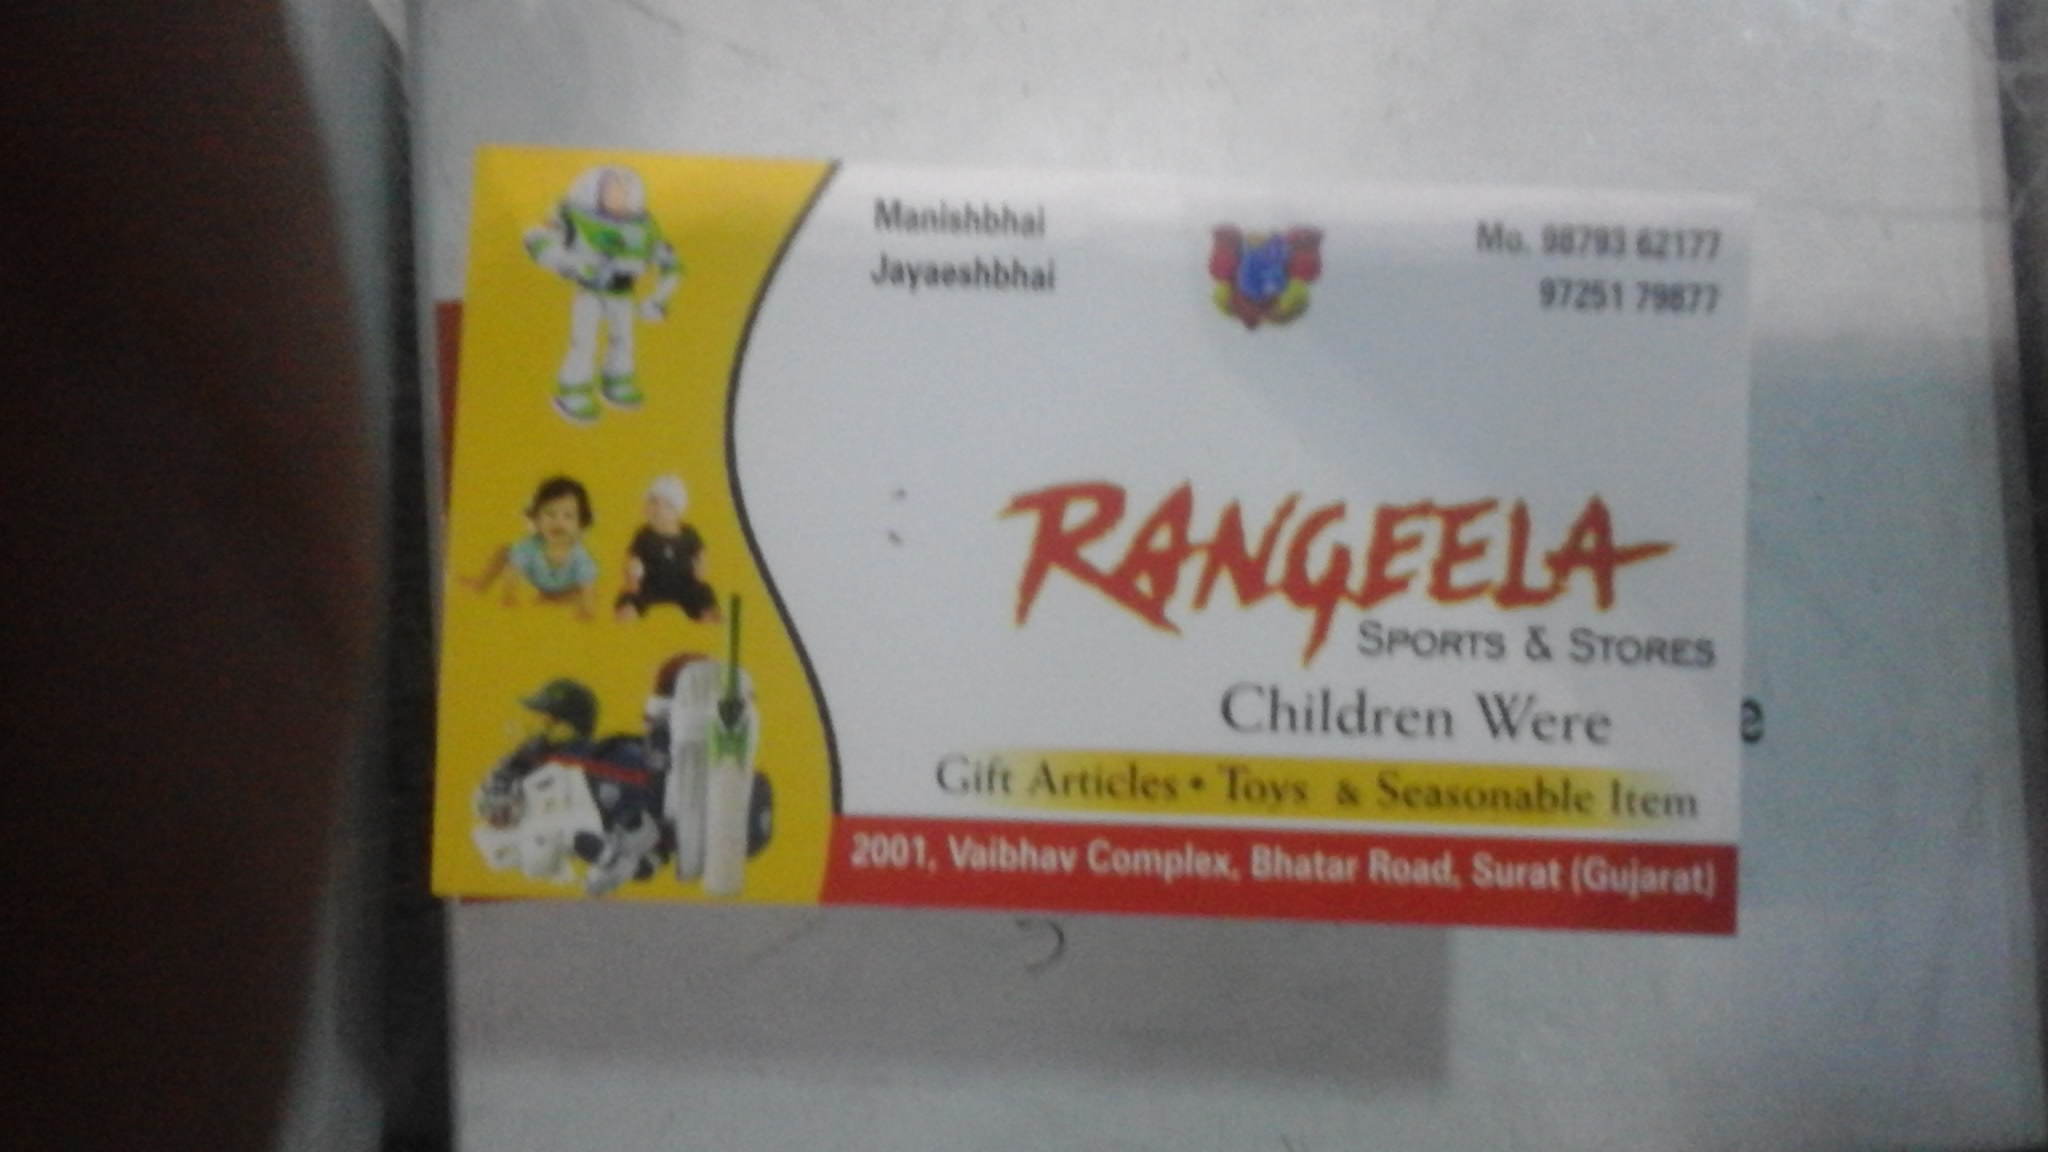 Manishbhai
Jayaeshbhai
Mo. 98793 62177
97251 79877
RANGEELA
SPORTS & STORES
Children Were
Gift Articles • Toys & Seasonable Item
2001, Vaibhav Complex, Bhatar Road, Surat (Gujarat)
e